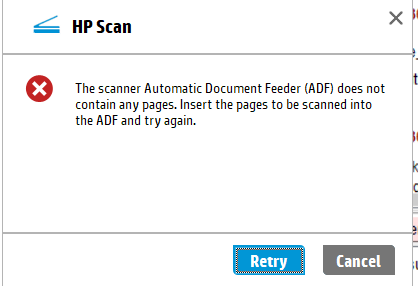 HP Scan
The scanner Automatic Document Feeder (ADF) does not
contain any pages. Insert the pages to be scanned into
the ADF and try again.
Retry Cancel